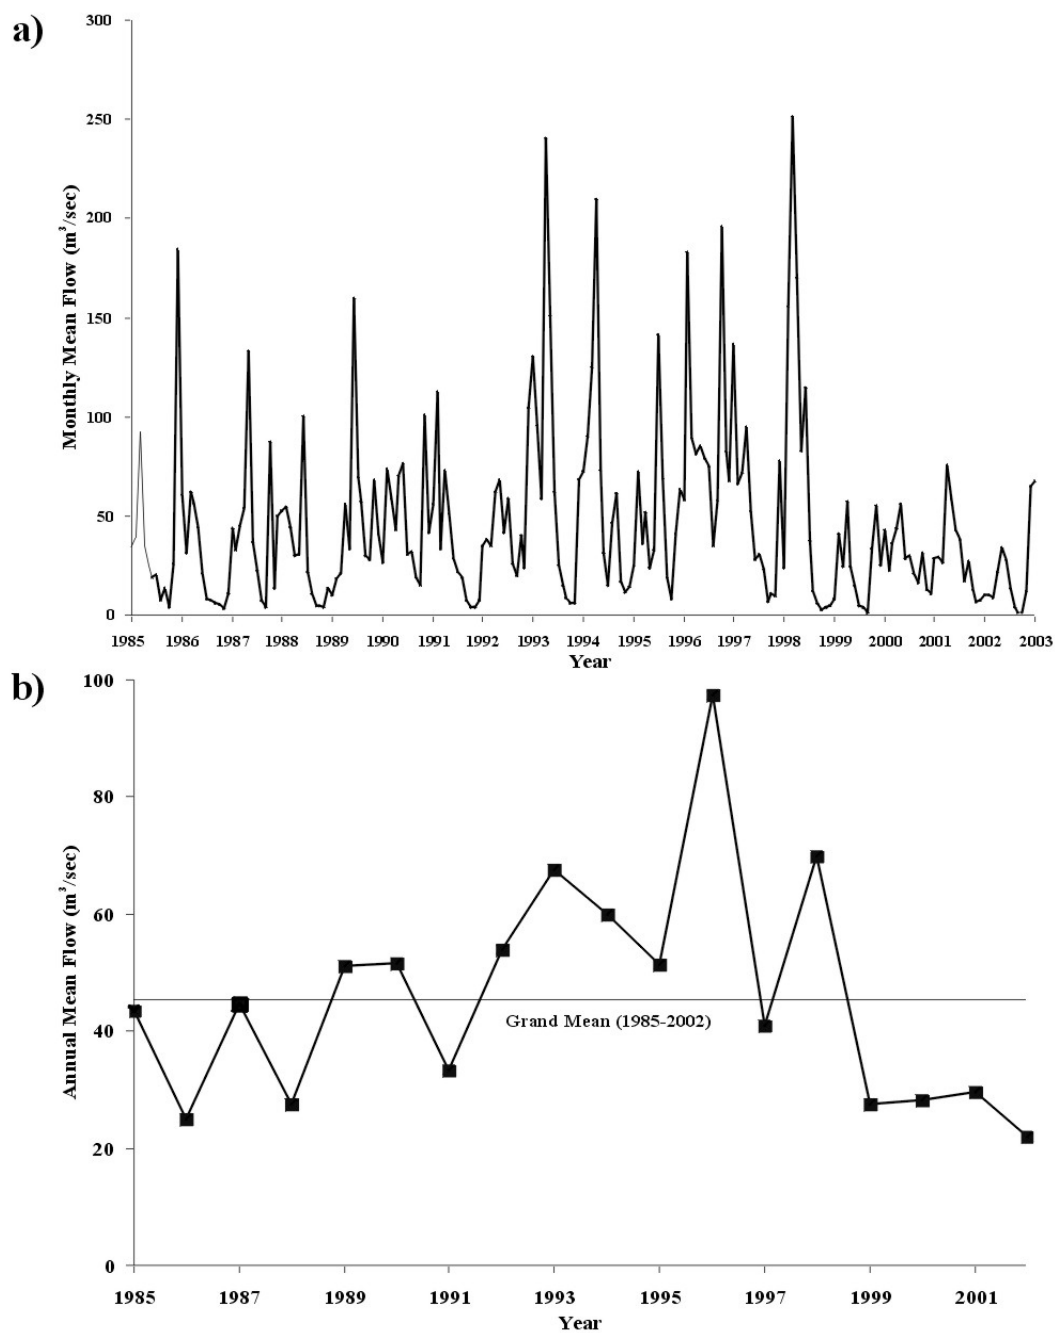 a)
300
250
200
150
100
50
0
Monthly Mean Flow (m³/sec)
1985 1986 1987 1988 1989 1990 1991 1992 1993 1994 1995 1996 1997 1998 1999 2000 2001 2002 2003
Year
b)
100
80
60
40
20
0
Annual Mean Flow (m³/sec)
Grand Mean (1985-2002)
1985 1987 1989 1991 1993 1995 1997 1999 2001
Year